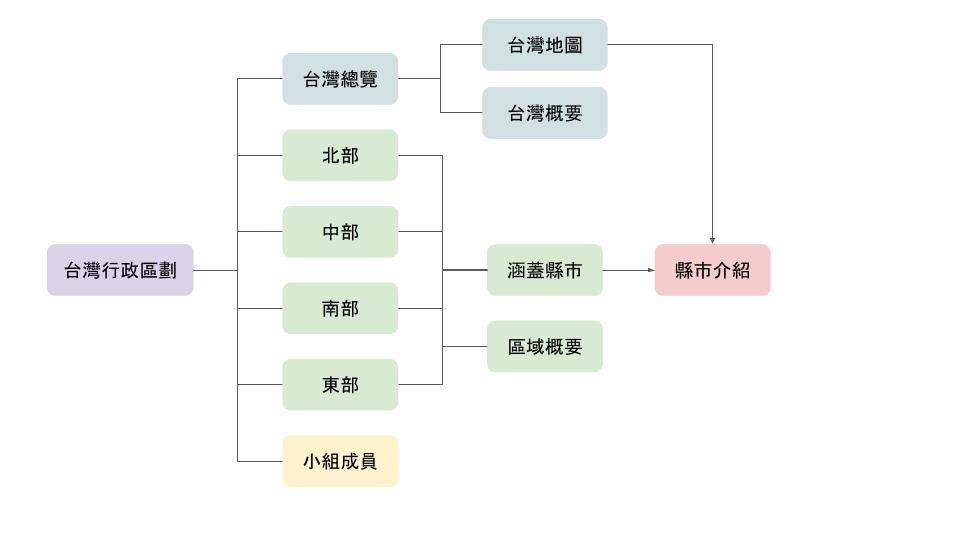 台灣行政區劃
台灣總覽
北部
中部
南部
東部
小組成員
台灣地圖
台灣概要
涵蓋縣市
區域概要
縣市介紹